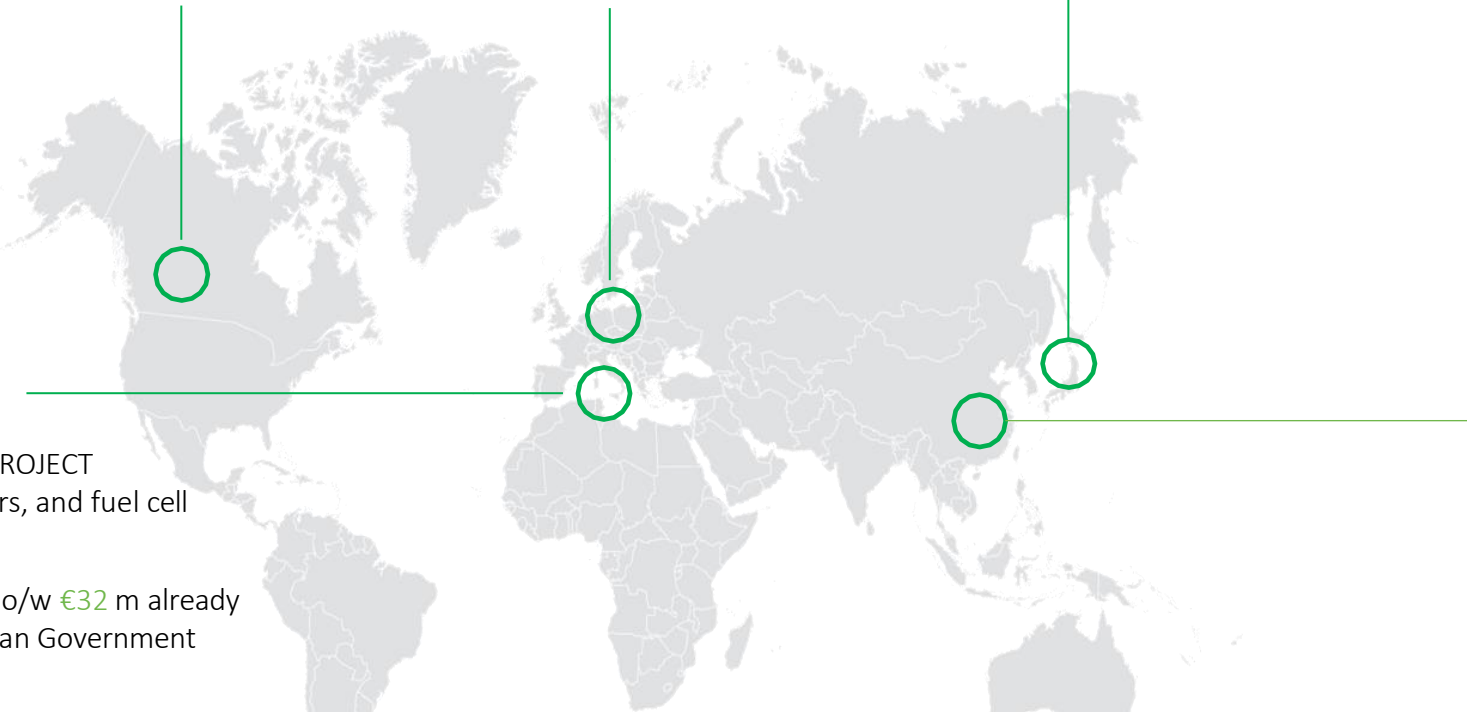 ROJECT
rs, and fuel cell
o/w €32 m already
an Government